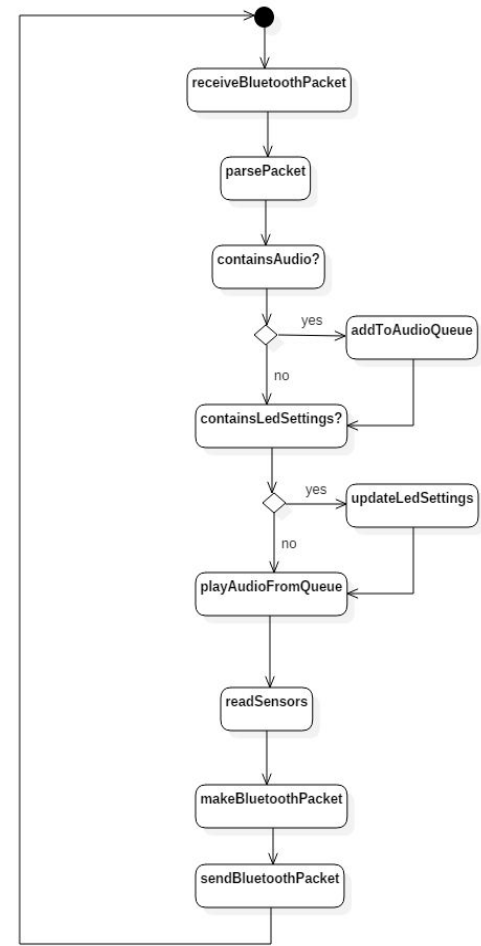 receiveBluetoothPacket
parsePacket
containsAudio?
yes
addToAudioQueue
no
containsLedSettings?
yes
updateLedSettings
no
playAudioFromQueue
readSensors
makeBluetoothPacket
sendBluetoothPacket